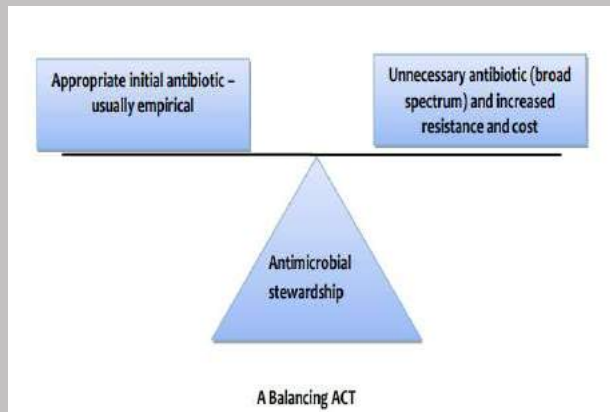 Appropriate initial antibiotic –
usually empirical
Unnecessary antibiotic (broad
spectrum) and increased
resistance and cost
Antimicrobial
stewardship
A Balancing ACT